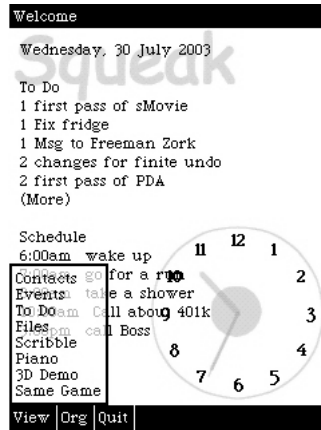 Welcome
Squeak
Wednesday, 30 July 2003
To Do
1 first pass of sMovie
1 Fix fridge
1 Msg to Freeman Zork
2 changes for finite undo
2 first pass of PDA
(More)
Schedule
6:00am wake up
go for a run
take a shower
Call about 401k
call Boss
Contacts
Events
To Do
Files
Scribble
Piano
3D Demo
Same Game
12
1
2
3
4
5
6
7
8
9
10
11
View Org Quit